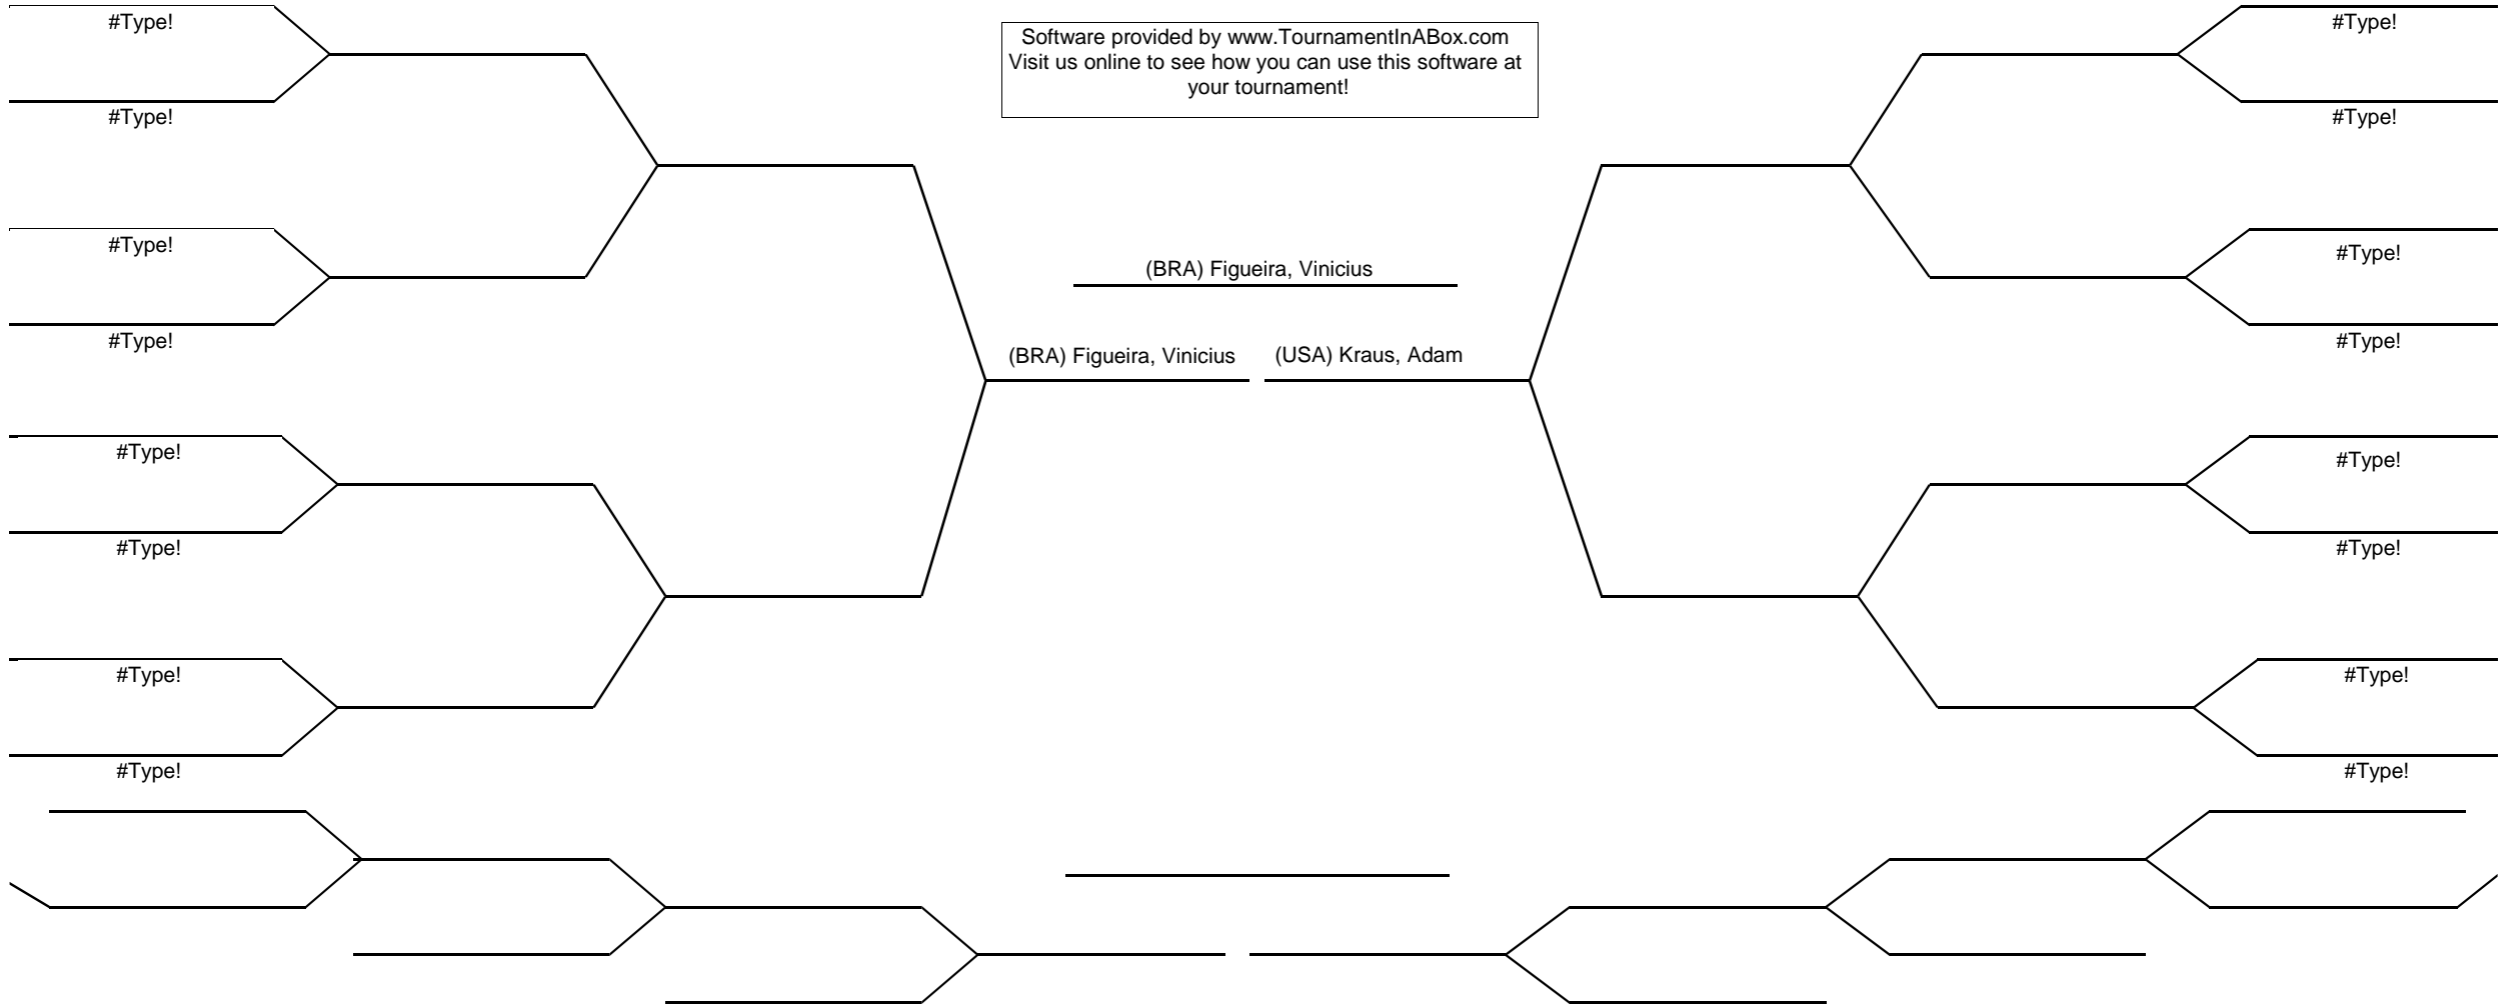 #Type!
Software provided by www.TournamentInABox.com
Visit us online to see how you can use this software at
your tournament!
#Type!
#Type!
#Type!
#Type!
#Type!
(BRA) Figueira, Vinicius
#Type!
#Type!
(BRA) Figueira, Vinicius
(USA) Kraus, Adam
#Type!
#Type!
#Type!
#Type!
#Type!
#Type!
#Type!
#Type!
#Type!